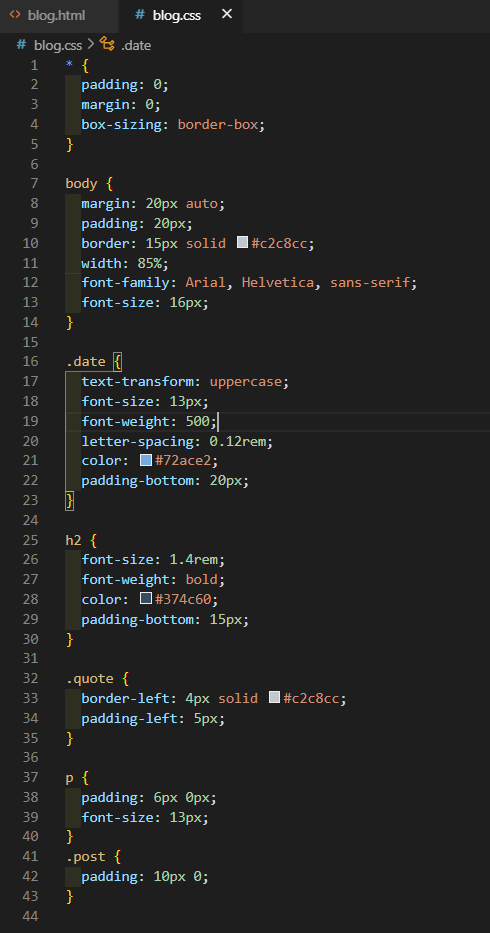 blog.html
blog.css
blog.css > .date
1 * {
2 padding: 0;
3 margin: 0;
4 box-sizing: border-box;
5 }
6
7 body {
8 margin: 20px auto;
9 padding: 20px;
10 border: 15px solid #c2c8cc;
11 width: 85%;
12 font-family: Arial, Helvetica, sans-serif;
13 font-size: 16px;
14 }
15
16 .date {
17 text-transform: uppercase;
18 font-size: 13px;
19 font-weight: 500;
20 letter-spacing: 0.12rem;
21 color: #72ace2;
22 padding-bottom: 20px;
23 }
24
25 h2 {
26 font-size: 1.4rem;
27 font-weight: bold;
28 color: #374c60;
29 padding-bottom: 15px;
30 }
31
32 .quote {
33 border-left: 4px solid #c2c8cc;
34 padding-left: 5px;
35 }
36
37 p {
38 padding: 6px 0px;
39 font-size: 13px;
40 }
41 .post {
42 padding: 10px 0;
43 }
44